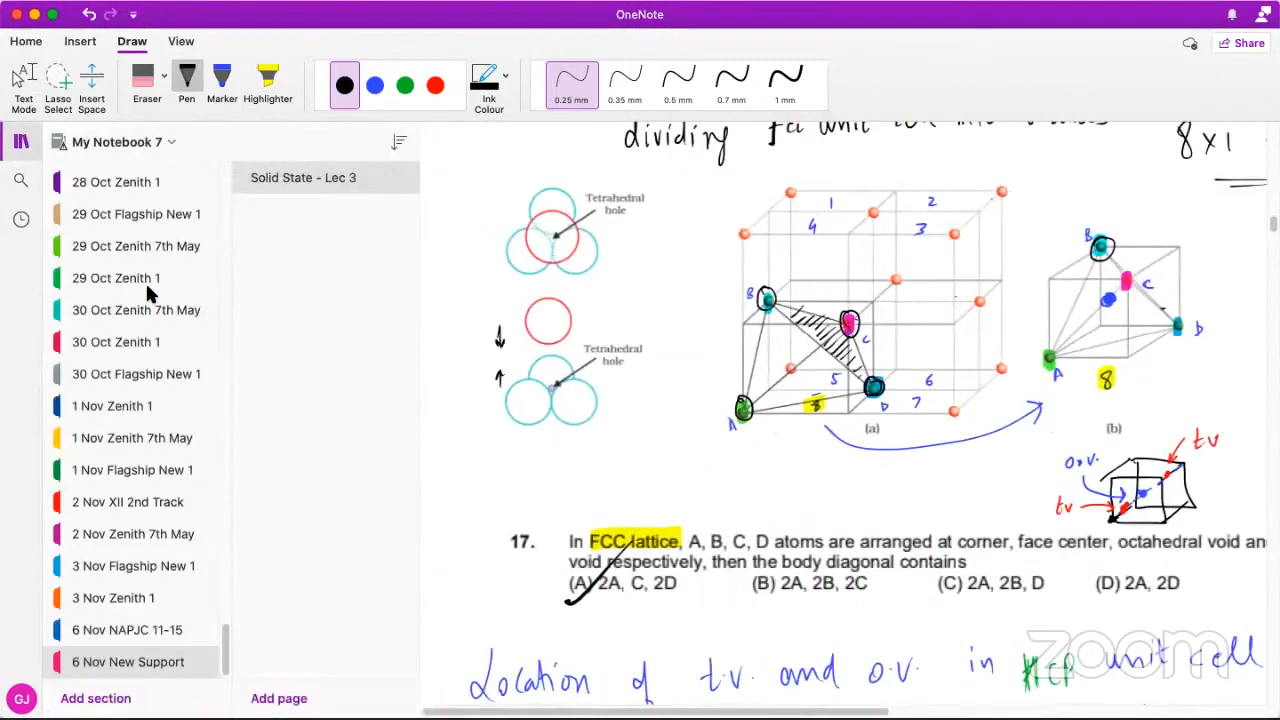 OneNote
Home Insert Draw View
Share
Text Mode
Lasso Select
Insert Space
Eraser
Pen
Marker
Highlighter
Ink Colour
0.25 mm
0.35 mm
0.5 mm
0.7 mm
1 mm
My Notebook 7
28 Oct Zenith 1
29 Oct Flagship New 1
29 Oct Zenith 7th May
29 Oct Zenith 1
30 Oct Zenith 7th May
30 Oct Zenith 1
30 Oct Flagship New 1
1 Nov Zenith 1
1 Nov Zenith 7th May
1 Nov Flagship New 1
2 Nov XII 2nd Track
2 Nov Zenith 7th May
3 Nov Flagship New 1
3 Nov Zenith 1
6 Nov NAPJC 11-15
6 Nov New Support
GJ
Add section
Add page
Solid State - Lec 3
dividing fcc unit
8 x 1
Tetrahedral hole
Tetrahedral hole
1 2
4 3
B
C
5 6
8 D 7
A
(a)
B
C
D
A
8
(b)
o.v. tv
tv
17. In FCC lattice, A, B, C, D atoms are arranged at corner, face center, octahedral void an
void respectively, then the body diagonal contains
(A) 2A, C, 2D (B) 2A, 2B, 2C (C) 2A, 2B, D (D) 2A, 2D
Location of t.v. and o.v. in HCP unit cell
zoom